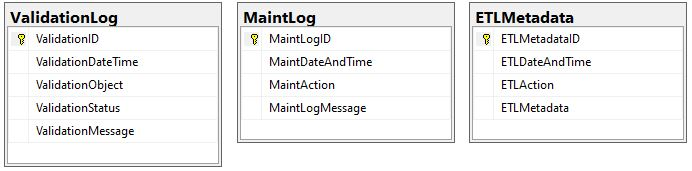 ValidationLog
ValidationID
ValidationDateTime
ValidationObject
ValidationStatus
ValidationMessage
MaintLog
MaintLogID
MaintDateAndTime
MaintAction
MaintLogMessage
ETLMetadata
ETLMetadataID
ETLDateAndTime
ETLAction
ETLMetadata